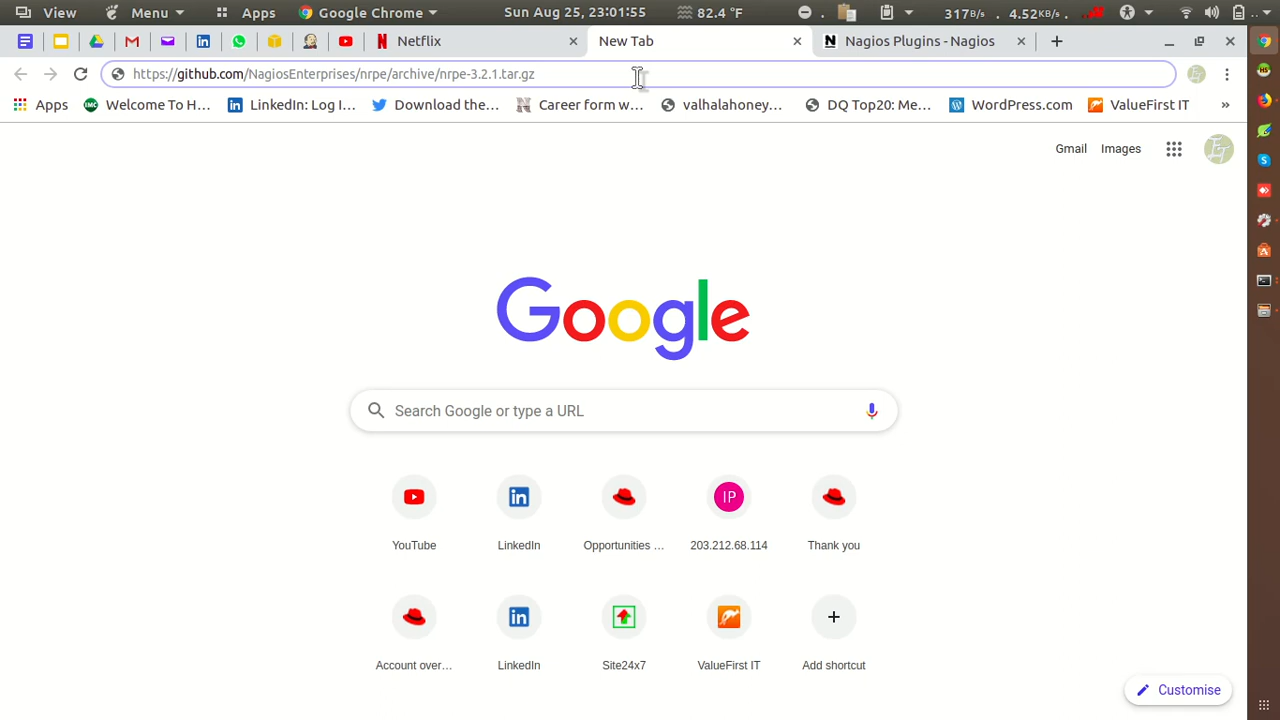 View Menu Apps Google Chrome Sun Aug 25, 23:01:55 82.4 °F 317B/s 4.52KB/s
Netflix New Tab Nagios Plugins - Nagios
https://github.com/NagiosEnterprises/nrpe/archive/nrpe-3.2.1.tar.gz
Apps Welcome To H... LinkedIn: Log I... Download the... Career form w... valhalahoney... DQ Top20: Me... WordPress.com ValueFirst IT »
Gmail Images
Google
Search Google or type a URL
IP
YouTube LinkedIn Opportunities ... 203.212.68.114 Thank you
Account over... LinkedIn Site24x7 ValueFirst IT Add shortcut
Customise